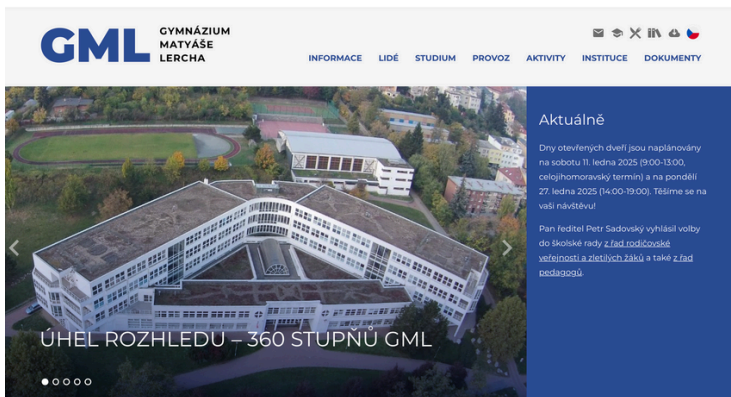 GML
GYMNÁZIUM
MATYÁŠE
LERCHA
INFORMACE LIDÉ STUDIUM PROVOZ AKTIVITY INSTITUCE DOKUMENTY
ÚHEL ROZHLEDU – 360 STUPŇŮ GML
Aktuálně
Dny otevřených dveří jsou naplánovány
na sobotu 11. ledna 2025 (9:00-13:00,
celojihomoravský termín) a na pondělí
27. ledna 2025 (14:00-19:00). Těšíme se na
vaši návštěvu!
Pan ředitel Petr Sadovský vyhlásil volby
do školské rady z řad rodičovské
veřejnosti a zletilých žáků a také z řad
pedagogů.